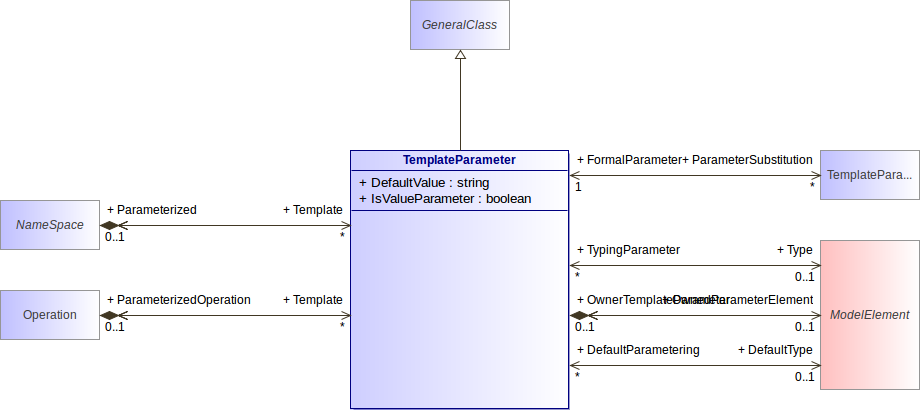 GeneralClass
TemplateParameter
+ DefaultValue : string
+ IsValueParameter : boolean
+ FormalParameter
+ ParameterSubstitution
1
*
TemplatePara...
NameSpace
+ Parameterized
+ Template
0..1
*
+ TypingParameter
+ Type
*
0..1
Operation
+ ParameterizedOperation
+ Template
0..1
*
+ OwnerTemplateParameter
+ OwnedParameterElement
0..1
0..1
ModelElement
+ DefaultParametering
+ DefaultType
*
0..1